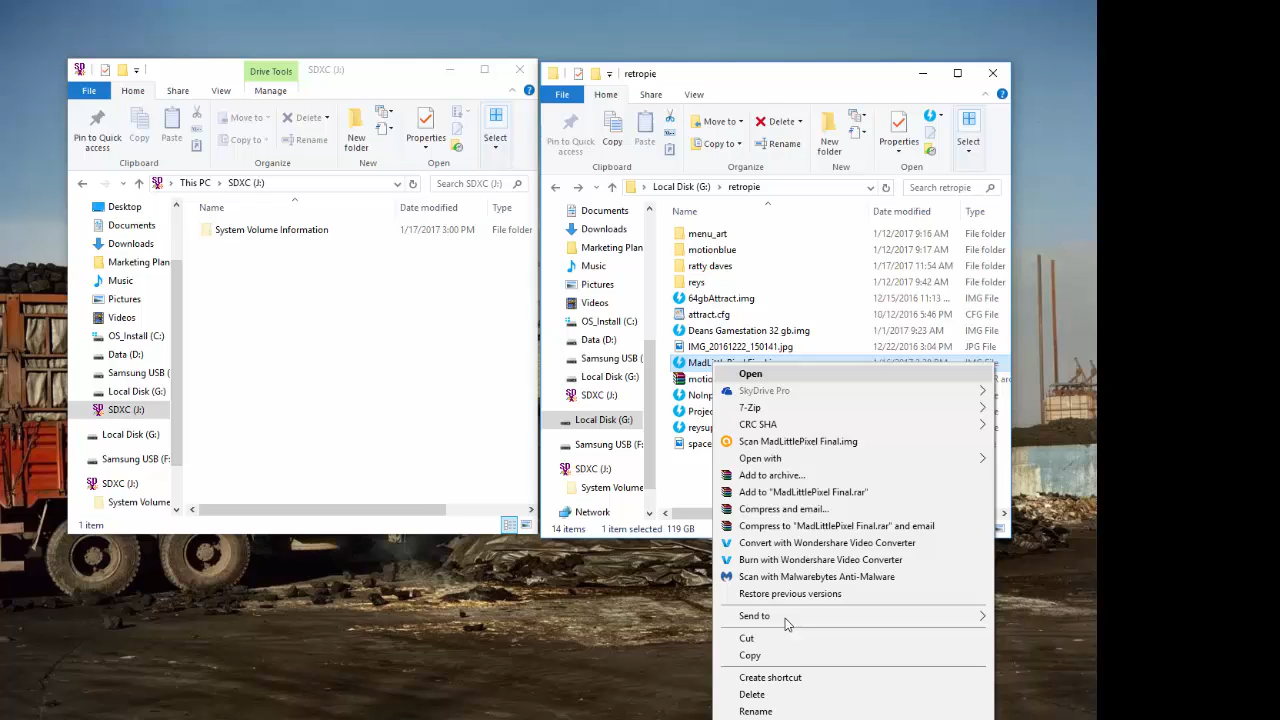 Drive Tools
SDXC (J:)
File
Home
Share
View
Manage
Pin to Quick
access
Copy
Paste
Move to
Copy to
Delete
Rename
New
folder
Properties
Select
Clipboard
Organize
New
Open
This PC
SDXC (J:)
Search SDXC (J:)
Name
Date modified
Type
Desktop
Documents
Downloads
Marketing Plan
Music
Pictures
Videos
OS_Install (C:)
Data (D:)
Samsung USB (
Local Disk (G:)
SDXC (J:)
Local Disk (G:)
Samsung USB (F:
SDXC (J:)
System Volume
System Volume Information
1/17/2017 3:00 PM
File folder
1 item
retropie
File
Home
Share
View
Pin to Quick
access
Copy
Paste
Move to
Copy to
Delete
Rename
New
folder
Properties
Select
Clipboard
Organize
New
Open
Local Disk (G:)
retropie
Search retropie
Name
Date modified
Type
Documents
Downloads
Marketing Plan
Music
Pictures
Videos
OS_Install (C:)
Data (D:)
Samsung USB (
Local Disk (G:)
SDXC (J:)
Local Disk (G:)
Samsung USB (F:
SDXC (J:)
System Volume
Network
menu_art 1/12/2017 9:16 AM File folder
motionblue 1/12/2017 9:17 AM File folder
ratty daves 1/17/2017 11:54 AM File folder
reys 1/12/2017 9:42 AM File folder
64gbAttract.img 12/15/2016 11:13 ... IMG File
attract.cfg 10/12/2016 5:46 PM CFG File
Deans Gamestation 32 gb.img 1/1/2017 9:23 AM IMG File
IMG_20161222_150141.jpg 12/22/2016 3:04 PM JPG File
motio
NoInp
Projec
reysup
space
14 items
1 item selected 119 GB
Open
SkyDrive Pro
7-Zip
CRC SHA
Scan MadLittlePixel Final.img
Open with
Add to archive...
Add to "MadLittlePixel Final.rar"
Compress and email...
Compress to "MadLittlePixel Final.rar" and email
Convert with Wondershare Video Converter
Burn with Wondershare Video Converter
Scan with Malwarebytes Anti-Malware
Restore previous versions
Send to
Cut
Copy
Create shortcut
Delete
Rename